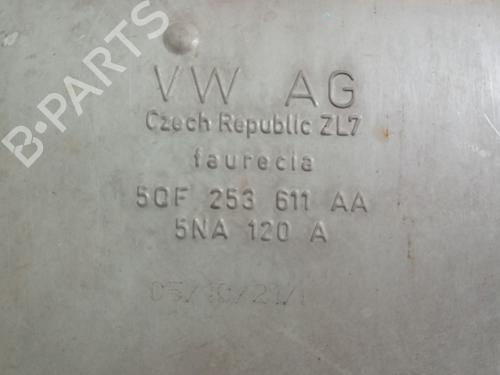 B-PARTS
VW AG
Czech Republic ZL7
faurecia
5QF 253 611 AA
5NA 120 A